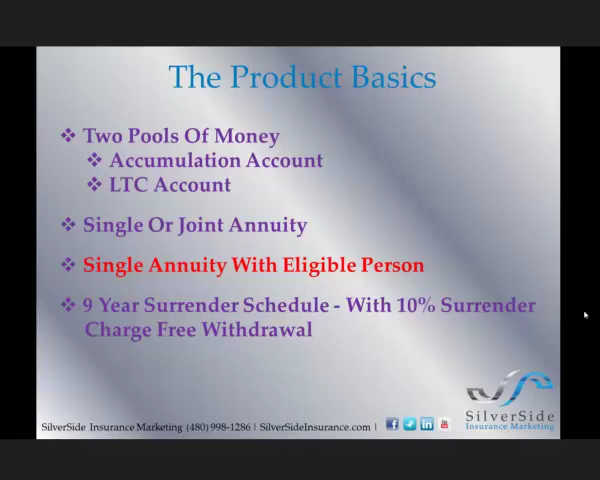 The Product Basics
❖ Two Pools Of Money
❖ Accumulation Account
❖ LTC Account
❖ Single Or Joint Annuity
❖ Single Annuity With Eligible Person
❖ 9 Year Surrender Schedule - With 10% Surrender
Charge Free Withdrawal
SilverSide
Insurance Marketing
SilverSide Insurance Marketing (480) 998-1286 | SilverSideInsurance.com |